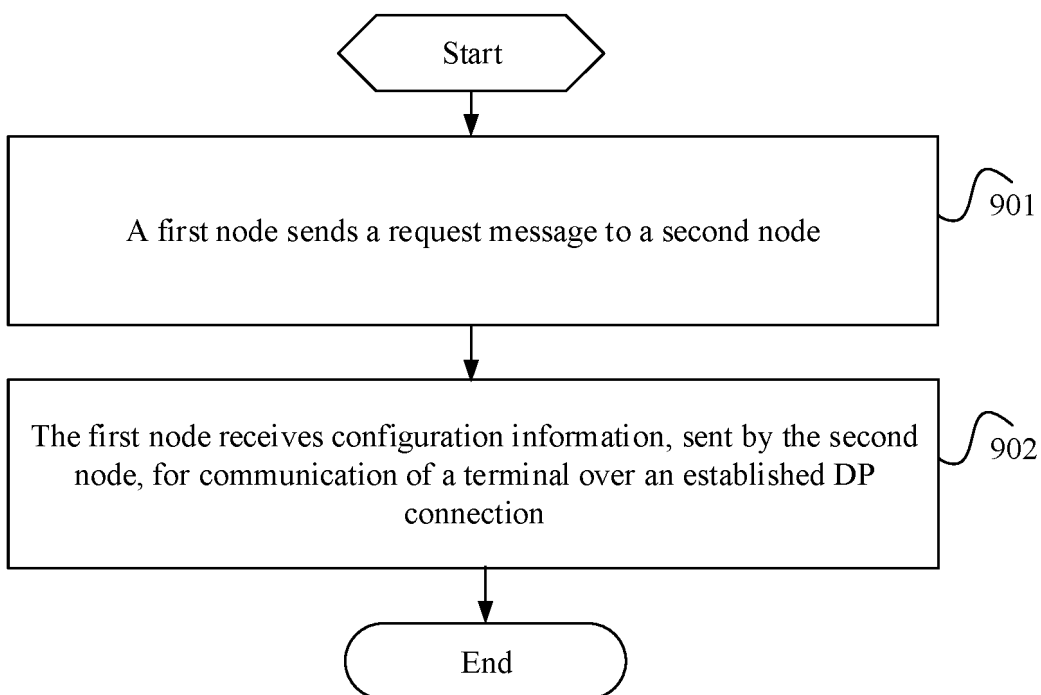 Start
A first node sends a request message to a second node
901
The first node receives configuration information, sent by the second
node, for communication of a terminal over an established DP
connection
902
End